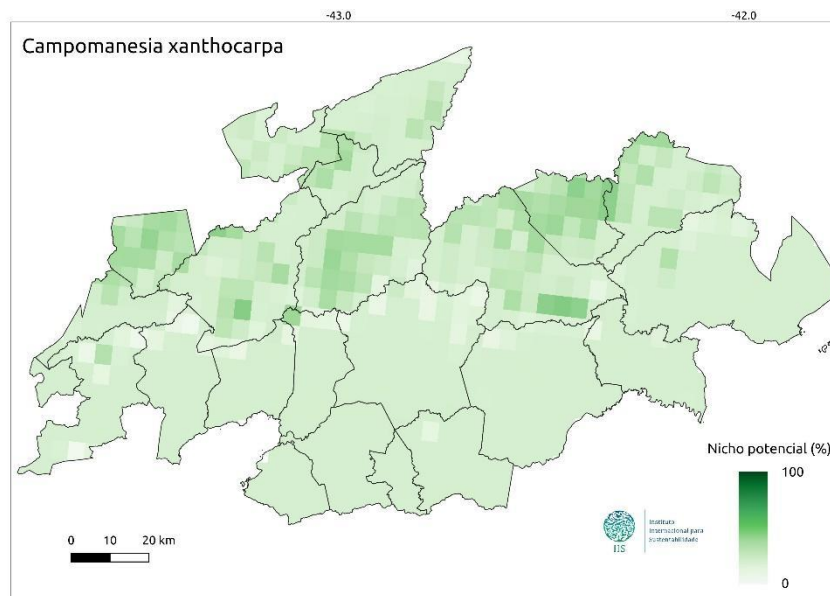 -43.0 -42.0
Campomanesia xanthocarpa
Nicho potencial (%)
100
0
0 10 20 km
IIS
Instituto
Internacional para
Sustentabilidade